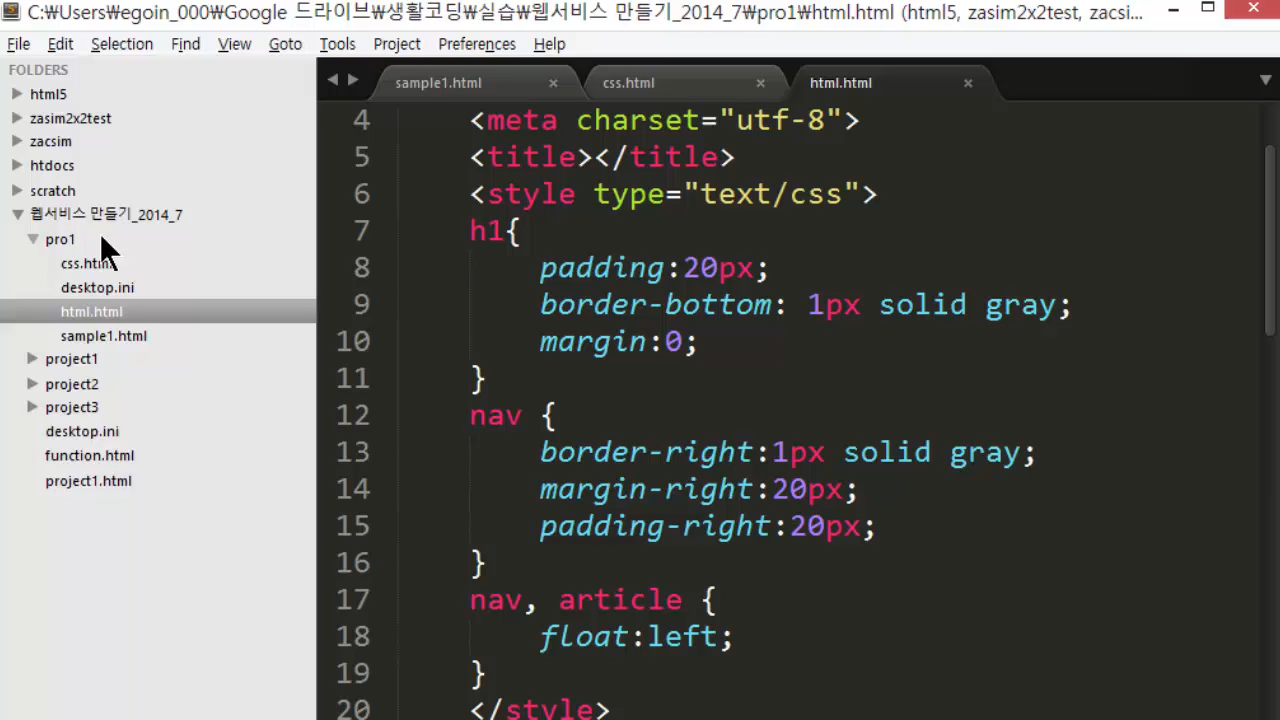 C:₩Users₩egoin_000₩Google 드라이브₩생활코딩₩실습₩웹서비스 만들기_2014_7₩pro1₩html.html (html5, zasim2x2test, zacsi...
File Edit Selection Find View Goto Tools Project Preferences Help
FOLDERS
html5
zasim2x2test
zacsim
htdocs
scratch
웹서비스 만들기_2014_7
pro1
css.html
desktop.ini
html.html
sample1.html
project1
project2
project3
desktop.ini
function.html
project1.html
sample1.html × css.html × html.html ×
4 <meta charset="utf-8">
5 <title></title>
6 <style type="text/css">
7 h1{
8 padding:20px;
9 border-bottom: 1px solid gray;
10 margin:0;
11 }
12 nav {
13 border-right:1px solid gray;
14 margin-right:20px;
15 padding-right:20px;
16 }
17 nav, article {
18 float:left;
19 }
20 </style>